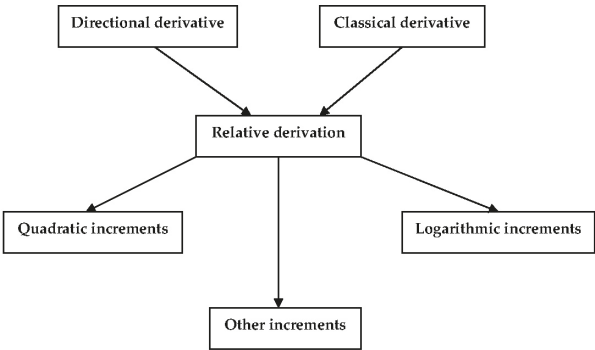 Directional derivative
Classical derivative
Relative derivation
Quadratic increments
Logarithmic increments
Other increments